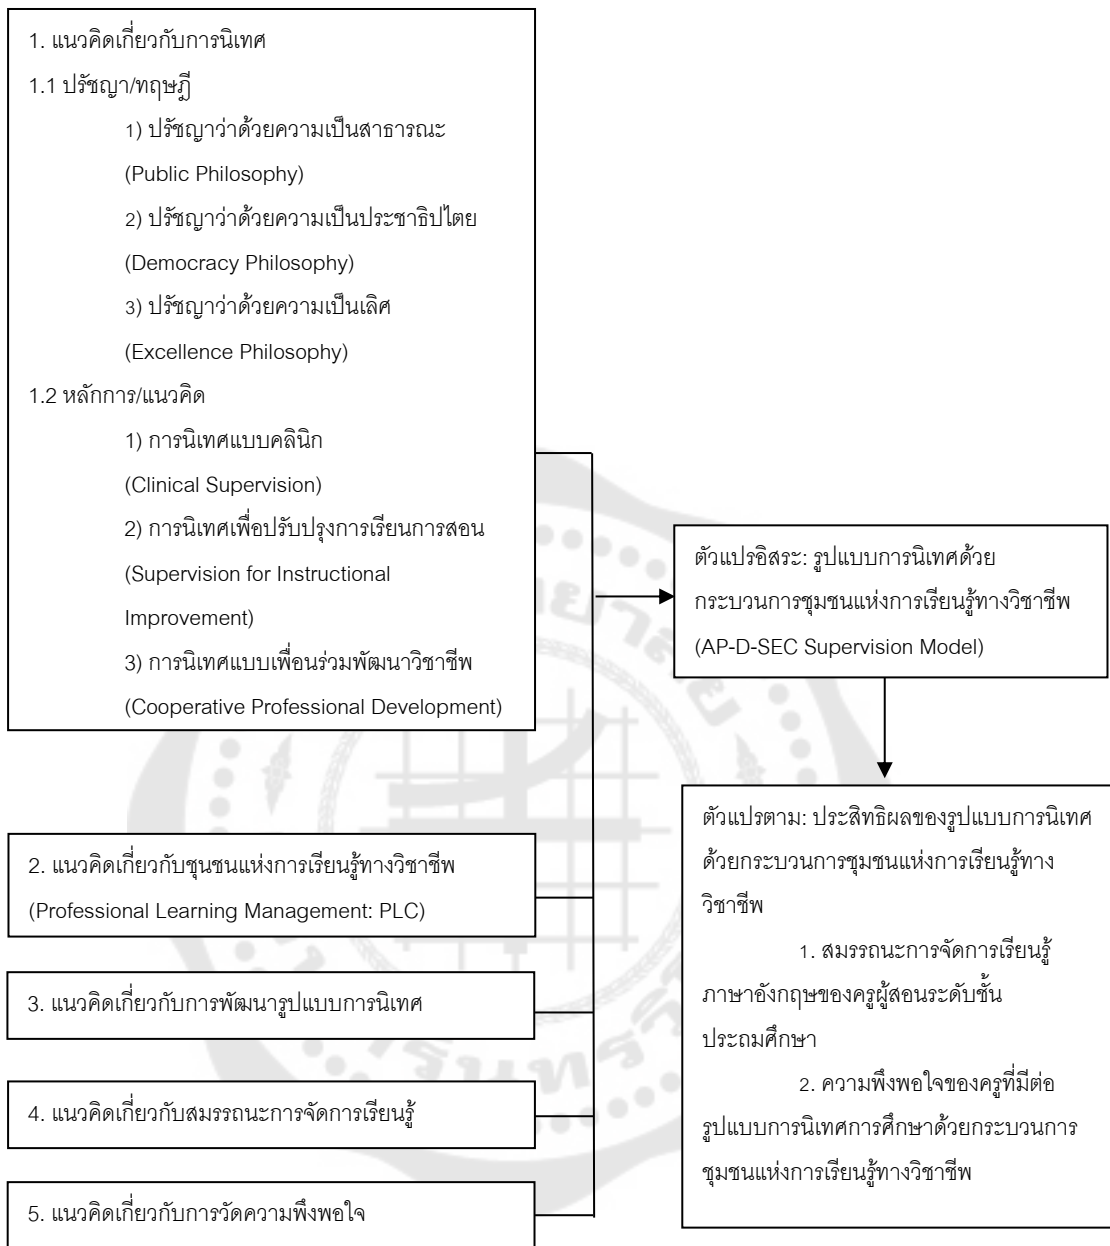 1. แนวคิดเกี่ยวกับการนิเทศ
1.1 ปรัชญา/ทฤษฎี
1) ปรัชญาว่าด้วยความเป็นสาธารณะ
(Public Philosophy)
2) ปรัชญาว่าด้วยความเป็นประชาธิปไตย
(Democracy Philosophy)
3) ปรัชญาว่าด้วยความเป็นเลิศ
(Excellence Philosophy)
1.2 หลักการ/แนวคิด
1) การนิเทศแบบคลินิก
(Clinical Supervision)
2) การนิเทศเพื่อปรับปรุงการเรียนการสอน
(Supervision for Instructional
Improvement)
3) การนิเทศแบบเพื่อนร่วมพัฒนาวิชาชีพ
(Cooperative Professional Development)
2. แนวคิดเกี่ยวกับชุนชนแห่งการเรียนรู้ทางวิชาชีพ
(Professional Learning Management: PLC)
3. แนวคิดเกี่ยวกับการพัฒนารูปแบบการนิเทศ
4. แนวคิดเกี่ยวกับสมรรถนะการจัดการเรียนรู้
5. แนวคิดเกี่ยวกับการวัดความพึงพอใจ
ตัวแปรอิสระ: รูปแบบการนิเทศด้วย
กระบวนการชุมชนแห่งการเรียนรู้ทางวิชาชีพ
(AP-D-SEC Supervision Model)
ตัวแปรตาม: ประสิทธิผลของรูปแบบการนิเทศ
ด้วยกระบวนการชุมชนแห่งการเรียนรู้ทาง
วิชาชีพ
1. สมรรถนะการจัดการเรียนรู้
ภาษาอังกฤษของครูผู้สอนระดับชั้น
ประถมศึกษา
2. ความพึงพอใจของครูที่มีต่อ
รูปแบบการนิเทศการศึกษาด้วยกระบวนการ
ชุมชนแห่งการเรียนรู้ทางวิชาชีพ